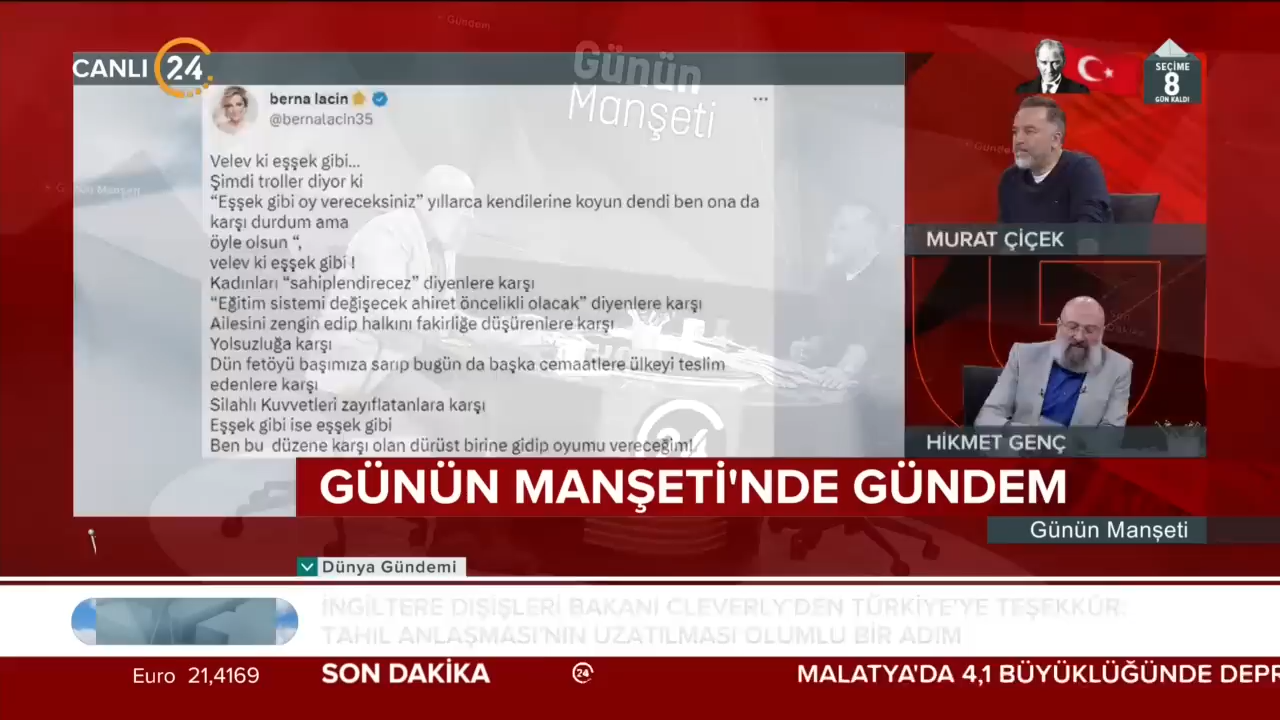 CANLI 24
Günün
Manşeti
SEÇİME
8
GÜN KALDI
berna lacin
@bernalacin35
Velev ki eşşek gibi...
Şimdi troller diyor ki
“Eşşek gibi oy vereceksiniz” yıllarca kendilerine koyun dendi ben ona da
karşı durdum ama
öyle olsun “,
velev ki eşşek gibi !
Kadınları “sahiplendirecez” diyenlere karşı
“Eğitim sistemi değişecek ahiret öncelikli olacak” diyenlere karşı
Ailesini zengin edip halkını fakirliğe düşürenlere karşı
Yolsuzluğa karşı
Dün fetöyü başımıza sarıp bugün da başka cemaatlere ülkeyi teslim
edenlere karşı
Silahlı Kuvvetleri zayıflatanlara karşı
Eşşek gibi ise eşşek gibi
Ben bu düzene karşı olan dürüst birine gidip oyumu vereceğim!
MURAT ÇİÇEK
HİKMET GENÇ
GÜNÜN MANŞETİ'NDE GÜNDEM
Günün Manşeti
Dünya Gündemi
İNGİLTERE DIŞİŞLERİ BAKANI CLEVERLY'DEN TÜRKİYE'YE TEŞEKKÜR:
TAHIL ANLAŞMASI'NIN UZATILMASI OLUMLU BİR ADIM
Euro 21,4169
SON DAKİKA
24
MALATYA'DA 4,1 BÜYÜKLÜĞÜNDE DEPR